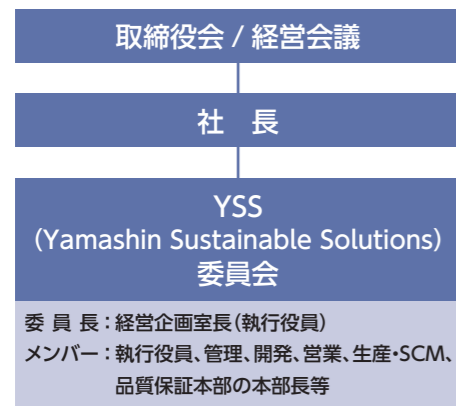 取締役会 / 経営会議
社　長
YSS
(Yamashin Sustainable Solutions)
委員会
委 員 長：経営企画室長(執行役員)
メンバー：執行役員、管理、開発、営業、生産・SCM、
品質保証本部の本部長等